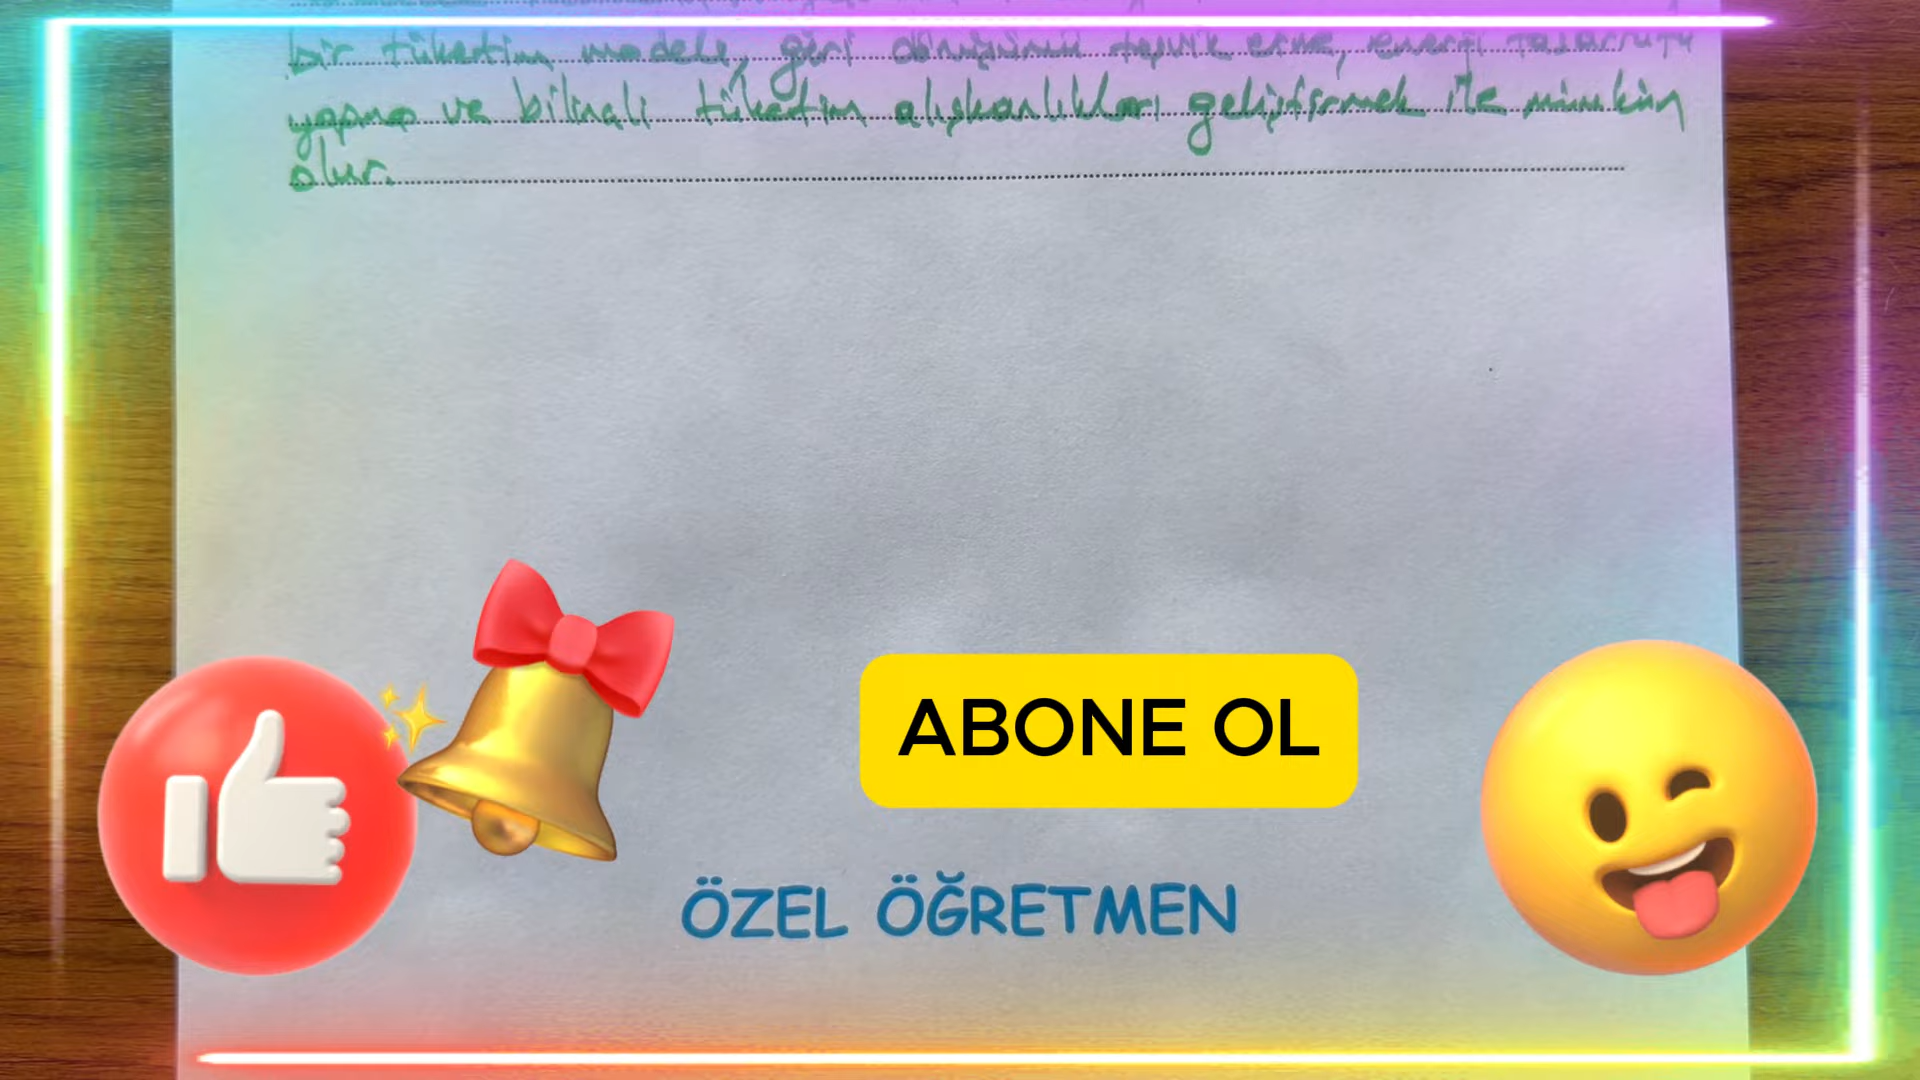 bir tüketim modele, geri dönüşümü teşvik etme, enerji tasarrufu
yapma ve bilinçli tüketim alışkanlıkları geliştirmek ile mümkün
olur.
ABONE OL
ÖZEL ÖĞRETMEN